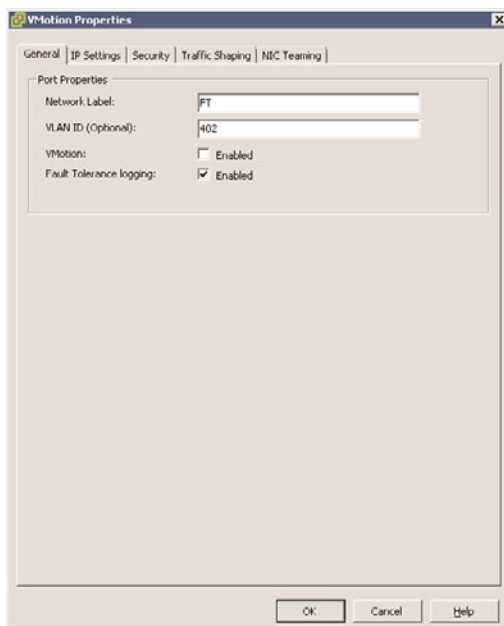 VMotion Properties
General IP Settings Security Traffic Shaping NIC Teaming
Port Properties
Network Label: FT
VLAN ID (Optional): 402
VMotion: Enabled
Fault Tolerance logging: Enabled
OK Cancel Help